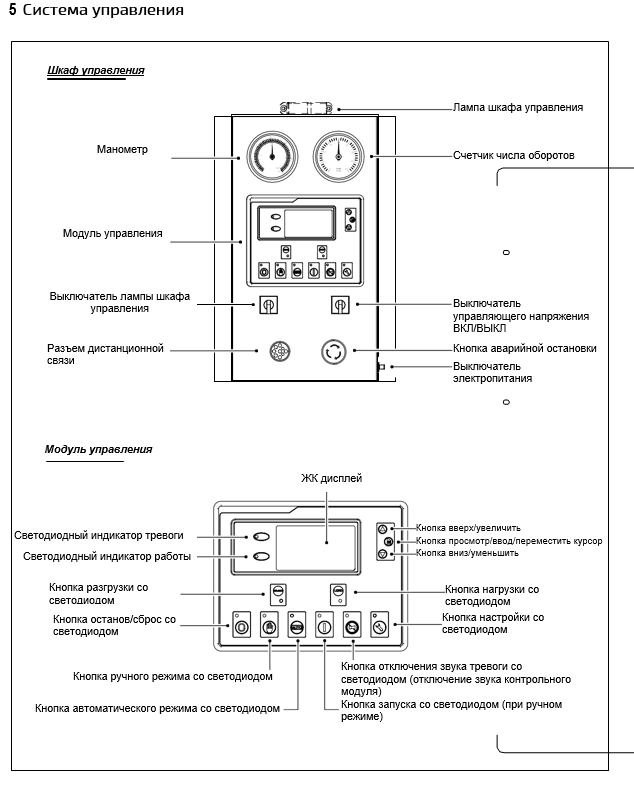 5 Система управления
Шкаф управления
Лампа шкафа управления
Манометр
Счетчик числа оборотов
Модуль управления
Выключатель лампы шкафа
управления
Выключатель
управляющего напряжения
ВКЛ/ВЫКЛ
Разъем дистанционной
связи
Кнопка аварийной остановки
Выключатель
электропитания
Модуль управления
ЖК дисплей
Светодиодный индикатор тревоги
Светодиодный индикатор работы
Кнопка вверх/увеличить
Кнопка просмотр/ввод/переместить курсор
Кнопка вниз/уменьшить
Кнопка разгрузки со
светодиодом
Кнопка нагрузки со
светодиодом
Кнопка останов/сброс со
светодиодом
Кнопка настройки со
светодиодом
Кнопка ручного режима со светодиодом
Кнопка отключения звука тревоги со
светодиодом (отключение звука контрольного
модуля)
Кнопка автоматического режима со светодиодом
Кнопка запуска со светодиодом (при ручном
режиме)